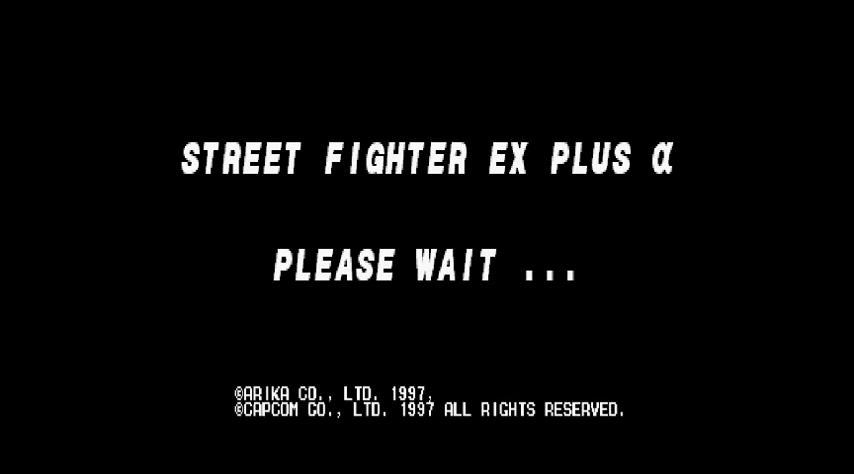 STREET FIGHTER EX PLUS α
PLEASE WAIT ...
©ARIKA CO., LTD. 1997,
©CAPCOM CO., LTD. 1997 ALL RIGHTS RESERVED.